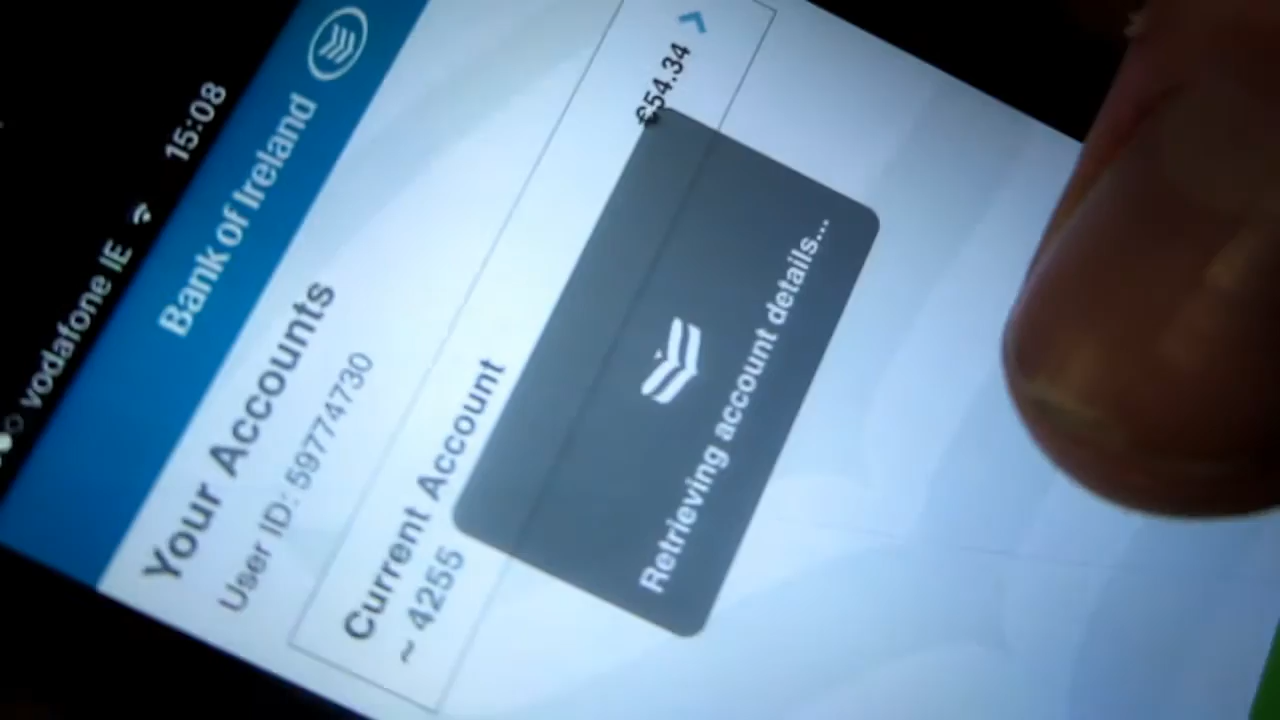 vodafone IE 15:08
Bank of Ireland
Your Accounts
User ID: 59774730
Current Account
~ 4255
€54.34
Retrieving account details...